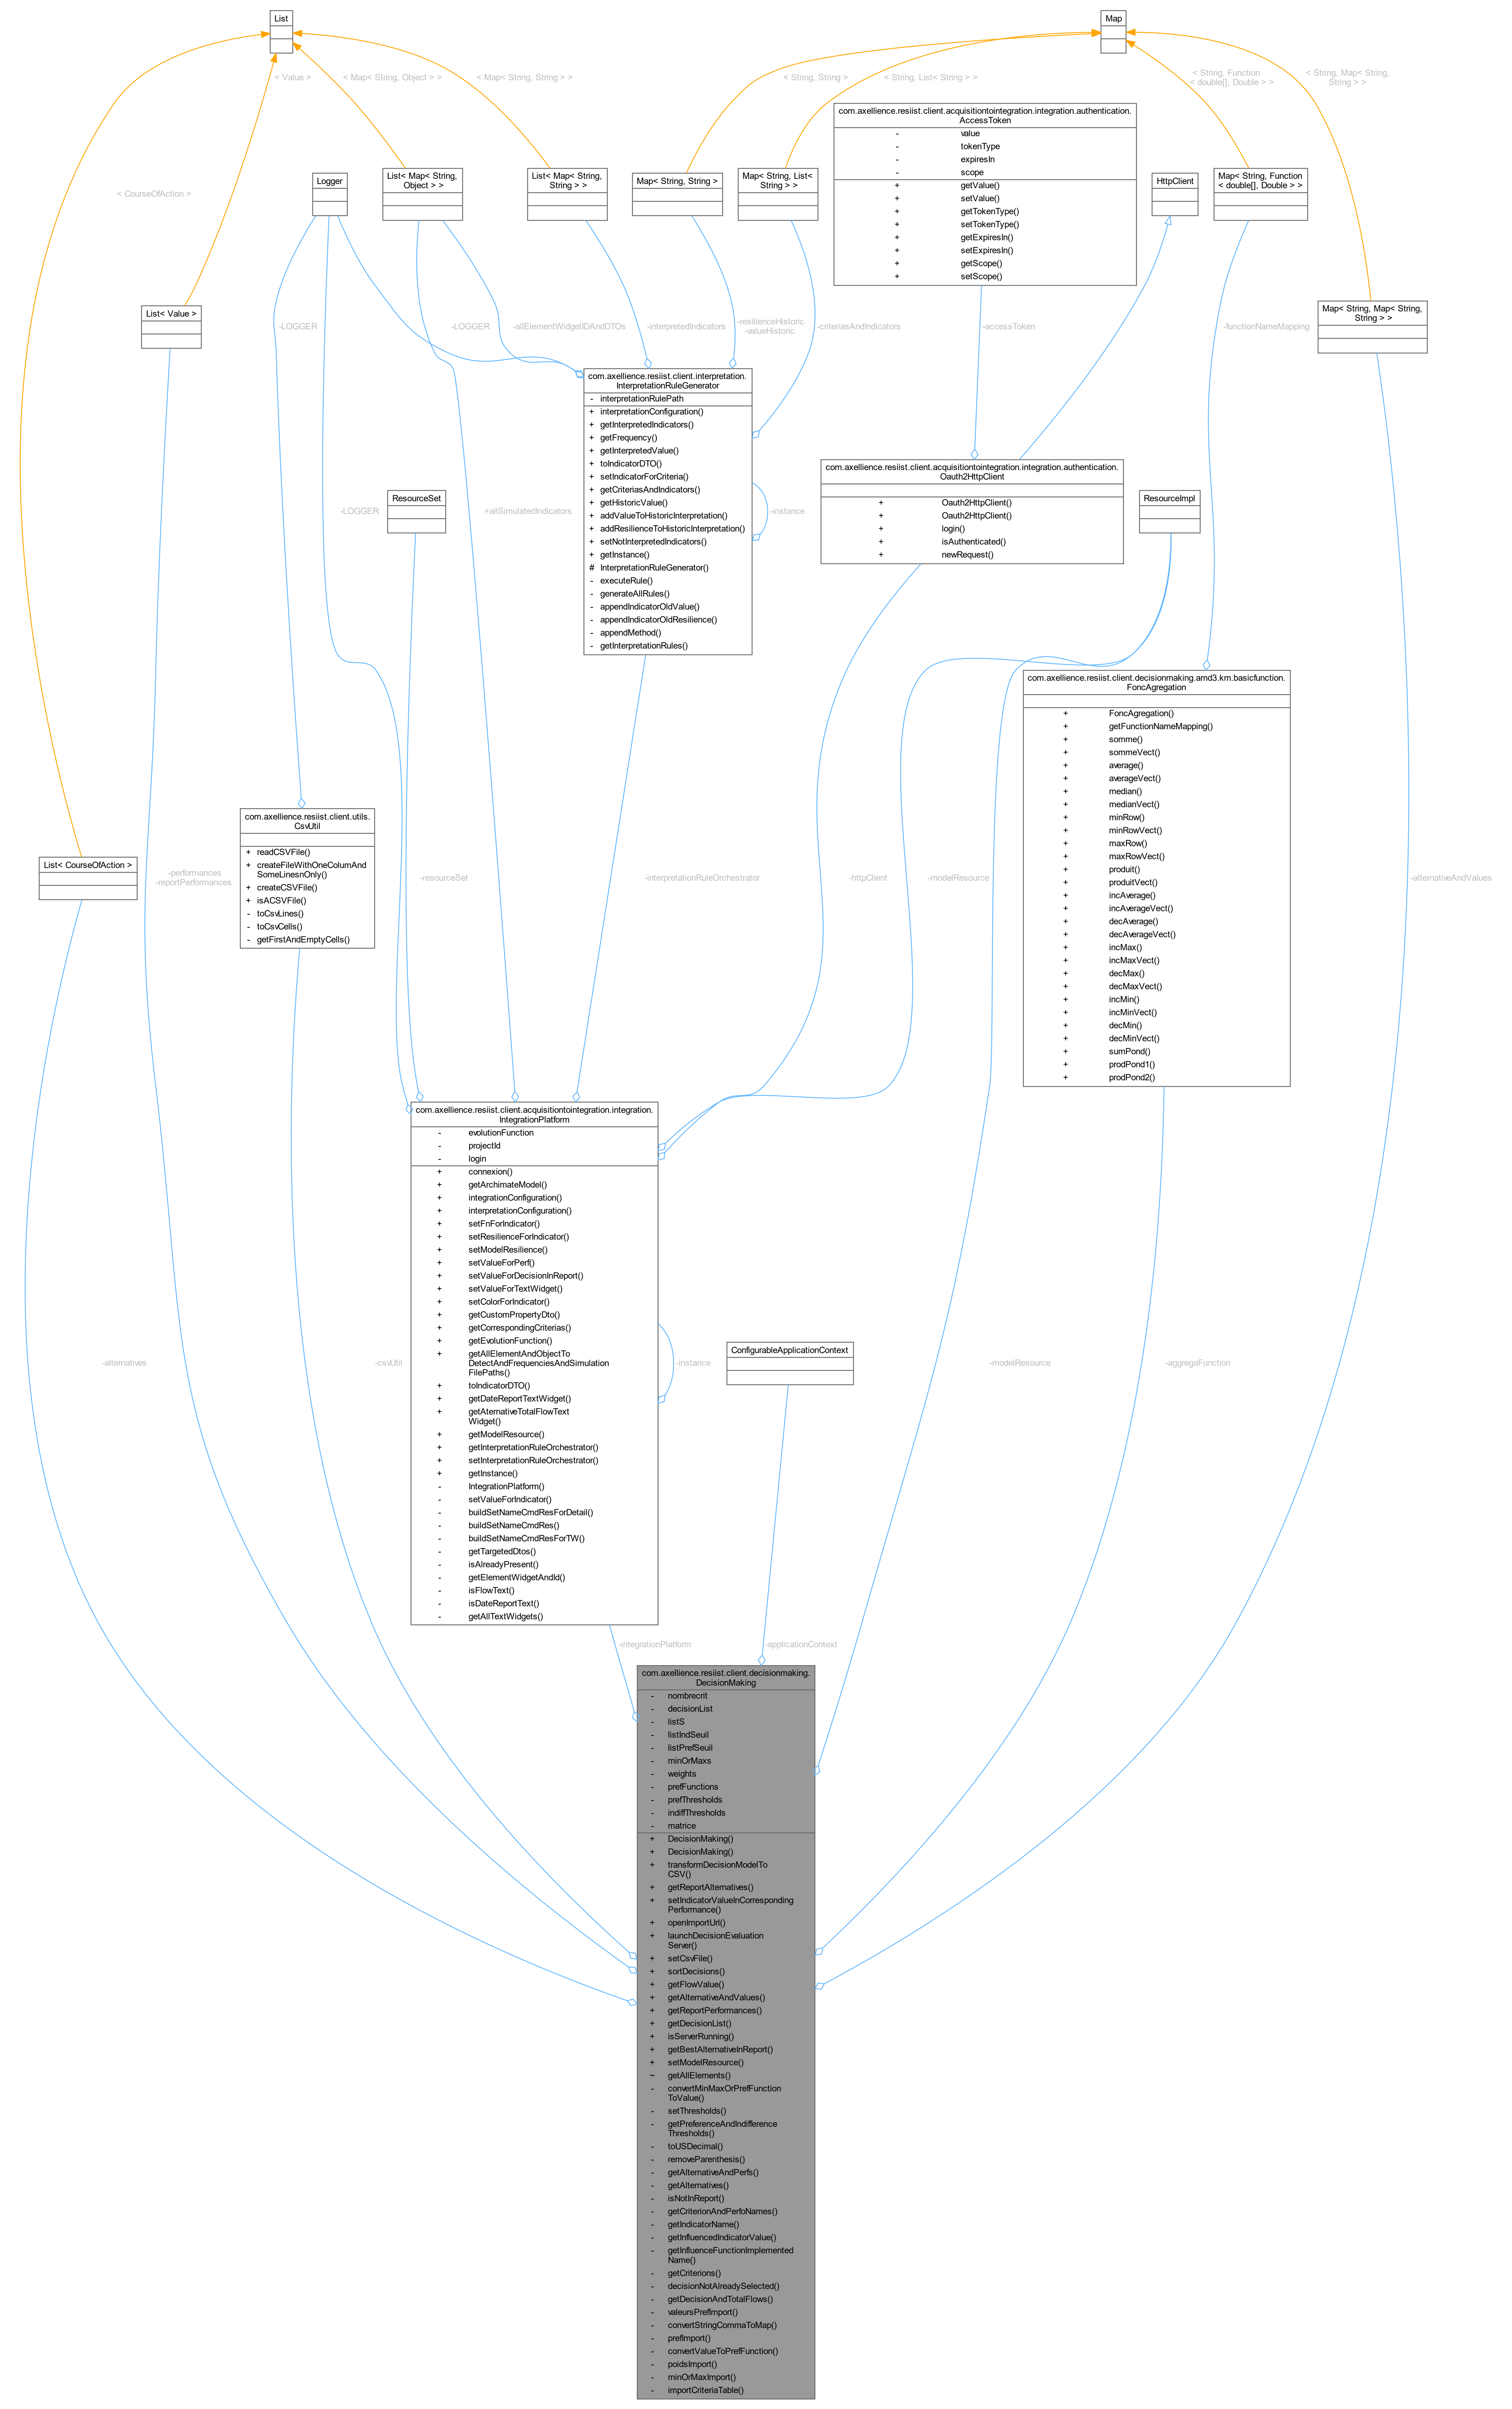 List
Map
< Value >
< Map< String, Object > >
< Map< String, String > >
< String, String >
< String, List< String > >
< String, Function
< double[], Double > >
< String, Map< String,
String > >
com.axellience.resiist.client.acquisitiontointegration.integration.authentication.
AccessToken
- value
- tokenType
- expiresIn
- scope
+ getValue()
+ setValue()
+ getTokenType()
+ setTokenType()
+ getExpiresIn()
+ setExpiresIn()
+ getScope()
+ setScope()
< CourseOfAction >
Logger
List< Map< String,
Object > >
List< Map< String,
String > >
Map< String, String >
Map< String, List<
String > >
HttpClient
Map< String, Function
< double[], Double > >
List< Value >
Map< String, Map< String,
String > >
-LOGGER
-LOGGER
-allElementWidgetIDAndDTOs
-interpretedIndicators
-resilienceHistoric
-valueHistoric
-criteriasAndIndicators
-accessToken
-functionNameMapping
com.axellience.resiist.client.interpretation.
InterpretationRuleGenerator
- interpretationRulePath
+ interpretationConfiguration()
+ getInterpretedIndicators()
+ getFrequency()
+ getInterpretedValue()
+ toIndicatorDTO()
+ setIndicatorForCriteria()
+ getCriteriasAndIndicators()
+ getHistoricValue()
+ addValueToHistoricInterpretation()
+ addResilienceToHistoricInterpretation()
+ setNotInterpretedIndicators()
+ getInstance()
# InterpretationRuleGenerator()
- executeRule()
- generateAllRules()
- appendIndicatorOldValue()
- appendIndicatorOldResilience()
- appendMethod()
- getInterpretationRules()
-instance
com.axellience.resiist.client.acquisitiontointegration.integration.authentication.
Oauth2HttpClient
+ Oauth2HttpClient()
+ Oauth2HttpClient()
+ login()
+ isAuthenticated()
+ newRequest()
ResourceSet
ResourceImpl
-LOGGER
+allSimulatedIndicators
com.axellience.resiist.client.decisionmaking.amd3.km.basicfunction.
FoncAgregation
+ FoncAgregation()
+ getFunctionNameMapping()
+ somme()
+ sommeVect()
+ average()
+ averageVect()
+ median()
+ medianVect()
+ minRow()
+ minRowVect()
+ maxRow()
+ maxRowVect()
+ produit()
+ produitVect()
+ incAverage()
+ incAverageVect()
+ decAverage()
+ decAverageVect()
+ incMax()
+ incMaxVect()
+ decMax()
+ decMaxVect()
+ incMin()
+ incMinVect()
+ decMin()
+ decMinVect()
+ sumPond()
+ prodPond1()
+ prodPond2()
com.axellience.resiist.client.utils.
CsvUtil
+ readCSVFile()
+ createFileWithOneColumAnd
SomeLinesnOnly()
+ createCSVFile()
+ isACSVFile()
- toCsvLines()
- toCsvCells()
- getFirstAndEmptyCells()
List< CourseOfAction >
-performances
-reportPerformances
-resourceSet
-interpretationRuleOrchestrator
-httpClient
-modelResource
-alternativeAndValues
com.axellience.resiist.client.acquisitiontointegration.integration.
IntegrationPlatform
- evolutionFunction
- projectId
- login
+ connexion()
+ getArchimateModel()
+ integrationConfiguration()
+ interpretationConfiguration()
+ setFnForIndicator()
+ setResilienceForIndicator()
+ setModelResilience()
+ setValueForPerf()
+ setValueForDecisionInReport()
+ setValueForTextWidget()
+ setColorForIndicator()
+ getCustomPropertyDto()
+ getCorrespondingCriterias()
+ getEvolutionFunction()
+ getAllElementAndObjectTo
DetectAndFrequenciesAndSimulation
FilePaths()
+ toIndicatorDTO()
+ getDateReportTextWidget()
+ getAternativeTotalFlowText
Widget()
+ getModelResource()
+ getInterpretationRuleOrchestrator()
+ setInterpretationRuleOrchestrator()
+ getInstance()
- IntegrationPlatform()
- setValueForIndicator()
- buildSetNameCmdResForDetail()
- buildSetNameCmdRes()
- buildSetNameCmdResForTW()
- getTargetedDtos()
- isAlreadyPresent()
- getElementWidgetAndId()
- isFlowText()
- isDateReportText()
- getAllTextWidgets()
-alternatives
-csvUtil
-instance
ConfigurableApplicationContext
-modelResource
-aggregaFunction
-integrationPlatform
-applicationContext
com.axellience.resiist.client.decisionmaking.
DecisionMaking
- nombrecrit
- decisionList
- listS
- listIndSeuil
- listPrefSeuil
- minOrMaxs
- weights
- prefFunctions
- prefThresholds
- indiffThresholds
- matrice
+ DecisionMaking()
+ DecisionMaking()
+ transformDecisionModelTo
CSV()
+ getReportAlternatives()
+ setIndicatorValueInCorresponding
Performance()
+ openImportUrl()
+ launchDecisionEvaluation
Server()
+ setCsvFile()
+ sortDecisions()
+ getFlowValue()
+ getAlternativeAndValues()
+ getReportPerformances()
+ getDecisionList()
+ isServerRunning()
+ getBestAlternativeInReport()
+ setModelResource()
~ getAllElements()
- convertMinMaxOrPrefFunction
ToValue()
- setThresholds()
- getPreferenceAndIndifference
Thresholds()
- toUSDecimal()
- removeParenthesis()
- getAlternativeAndPerfs()
- getAlternatives()
- isNotInReport()
- getCriterionAndPerfoNames()
- getIndicatorName()
- getInfluencedIndicatorValue()
- getInfluenceFunctionImplemented
Name()
- getCriterions()
- decisionNotAlreadySelected()
- getDecisionAndTotalFlows()
- valeursPrefImport()
- convertStringCommaToMap()
- prefImport()
- convertValueToPrefFunction()
- poidsImport()
- minOrMaxImport()
- importCriteriaTable()